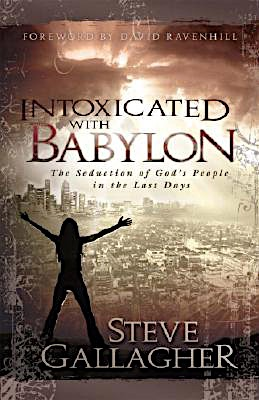 FOREWORD BY DAVID RAVENHILL
INTOXICATED
WITH
BABYLON
The Seduction of God's People
in the Last Days
STEVE
GALLAGHER